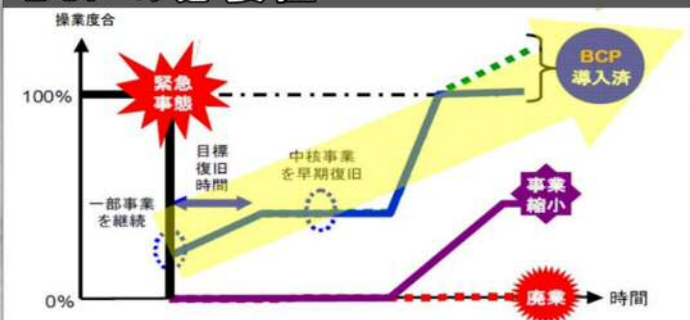 操業度合
100%
緊急
事態
BCP
導入済
目標
復旧
時間
中核事業
を早期復旧
一部事業
を継続
事業
縮小
0%
廃業
時間